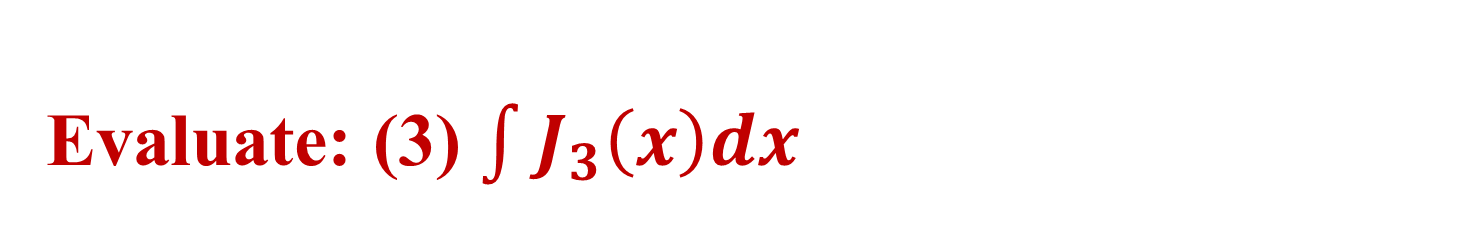 Evaluate: (3) ∫ J₃(x)dx